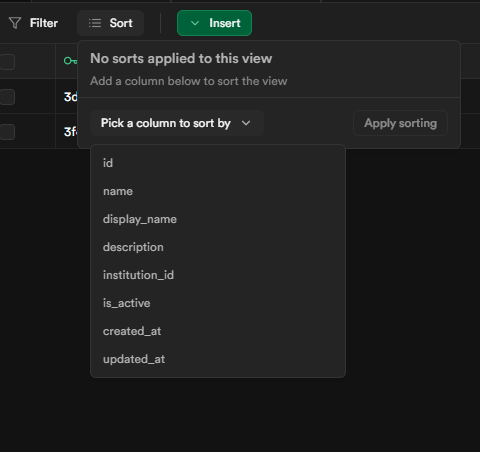 Filter
Sort
Insert
No sorts applied to this view
Add a column below to sort the view
3d
3f
Pick a column to sort by
Apply sorting
id
name
display_name
description
institution_id
is_active
created_at
updated_at